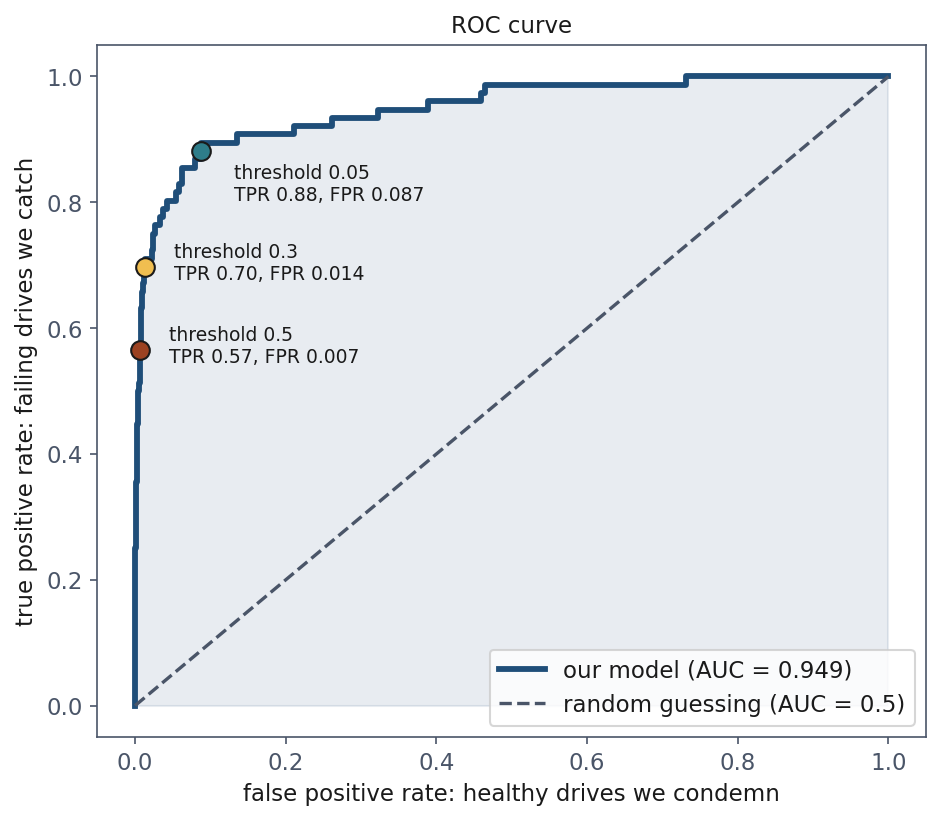 ROC curve
true positive rate: failing drives we catch
1.0
0.8
0.6
0.4
0.2
0.0
threshold 0.05
TPR 0.88, FPR 0.087
threshold 0.3
TPR 0.70, FPR 0.014
threshold 0.5
TPR 0.57, FPR 0.007
our model (AUC = 0.949)
random guessing (AUC = 0.5)
0.0 0.2 0.4 0.6 0.8 1.0
false positive rate: healthy drives we condemn